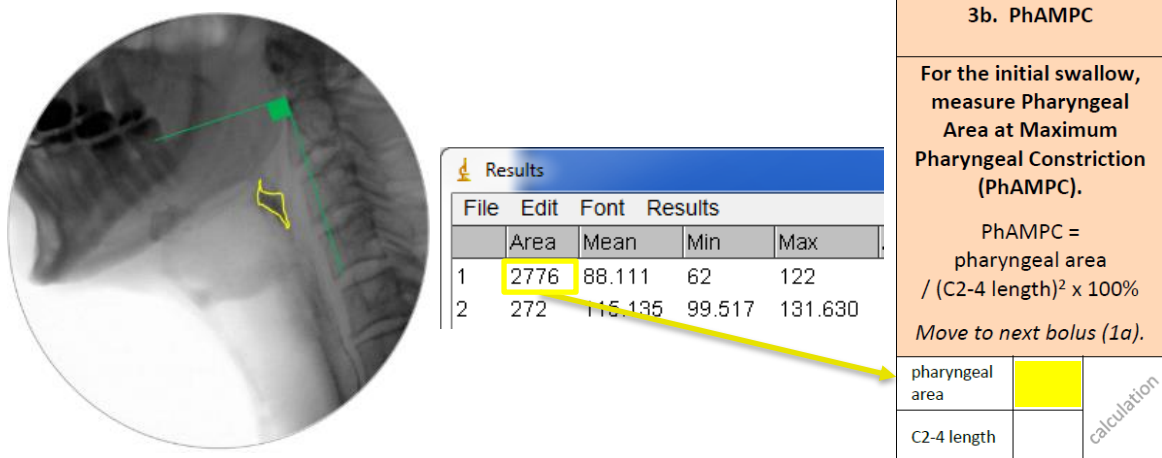 Results
File Edit Font Results
Area Mean Min Max
1 2776 88.111 62 122
2 272 115.135 99.517 131.630
3b. PhAMPC
For the initial swallow,
measure Pharyngeal
Area at Maximum
Pharyngeal Constriction
(PhAMPC).
PhAMPC =
pharyngeal area
/ (C2-4 length)² x 100%
Move to next bolus (1a).
pharyngeal
area
calculation
C2-4 length